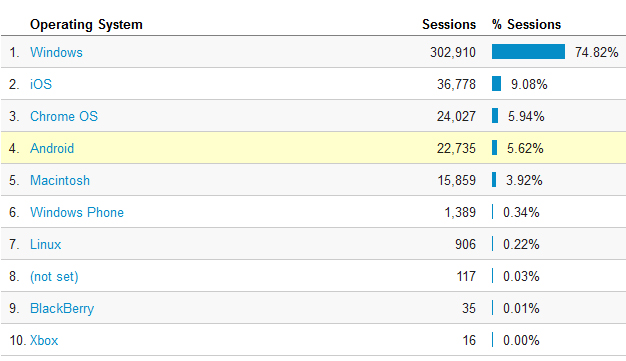 Operating System Sessions % Sessions
1. Windows 302,910 74.82%
2. iOS 36,778 9.08%
3. Chrome OS 24,027 5.94%
4. Android 22,735 5.62%
5. Macintosh 15,859 3.92%
6. Windows Phone 1,389 0.34%
7. Linux 906 0.22%
8. (not set) 117 0.03%
9. BlackBerry 35 0.01%
10. Xbox 16 0.00%